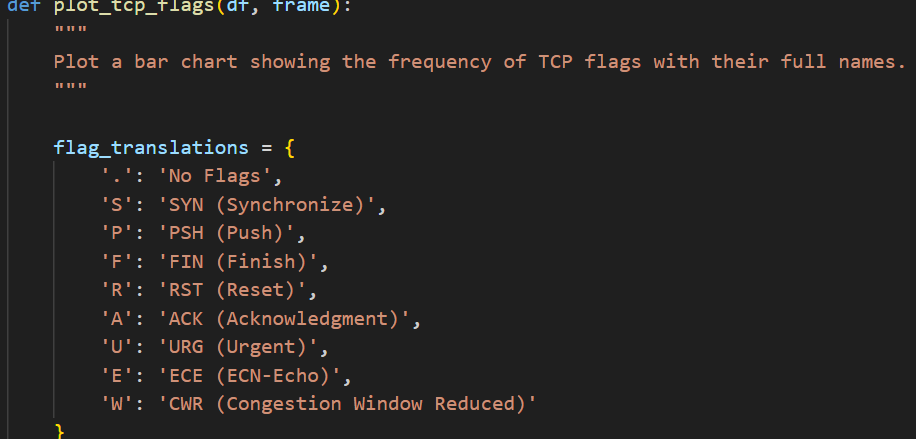 def plot_tcp_flags(df, frame):
"""
Plot a bar chart showing the frequency of TCP flags with their full names.
"""
flag_translations = {
'.': 'No Flags',
'S': 'SYN (Synchronize)',
'P': 'PSH (Push)',
'F': 'FIN (Finish)',
'R': 'RST (Reset)',
'A': 'ACK (Acknowledgment)',
'U': 'URG (Urgent)',
'E': 'ECE (ECN-Echo)',
'W': 'CWR (Congestion Window Reduced)'
}